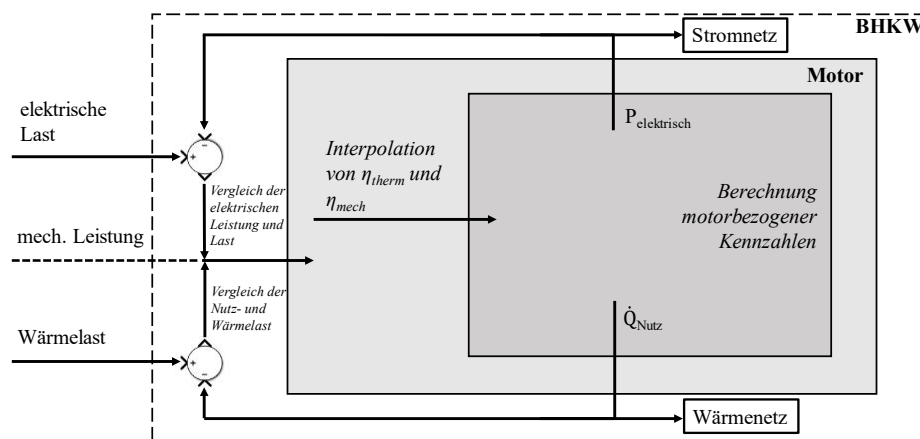 Stromnetz
BHKW
Motor
elektrische
Last
P_elektrisch
Interpolation
von η_therm und
η_mech
Berechnung
motorbezogener
Kennzahlen
Vergleich der
elektrischen
Leistung und
Last
mech. Leistung
Vergleich der
Nutz- und
Wärmelast
Wärmelast
Q̇_Nutz
Wärmenetz
+
-
+
-